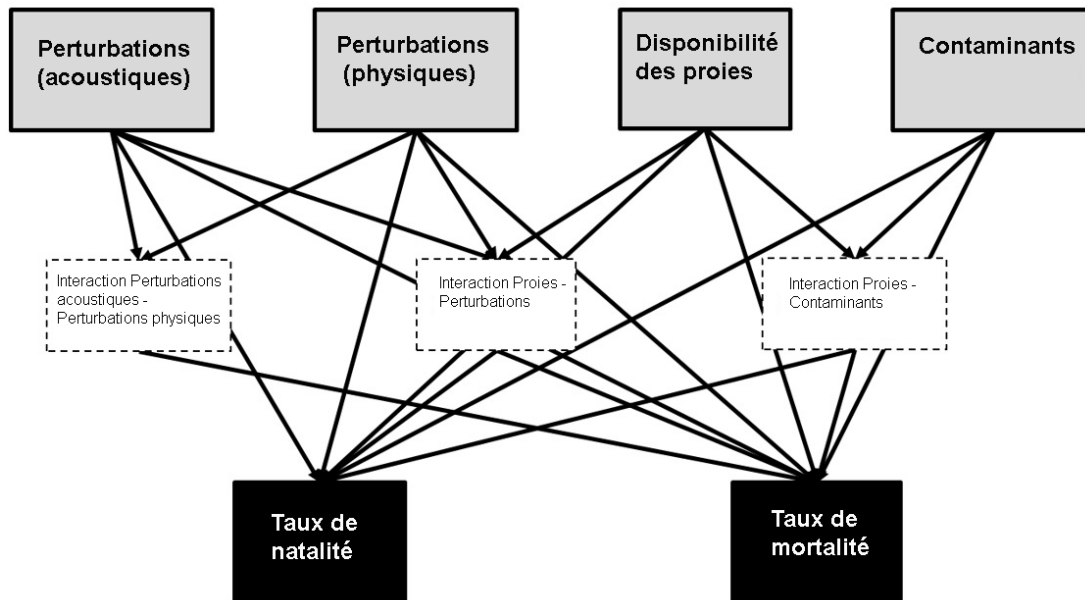 Perturbations
(acoustiques)
Perturbations
(physiques)
Disponibilité
des proies
Contaminants
Interaction Perturbations
acoustiques -
Perturbations physiques
Interaction Proies -
Perturbations
Interaction Proies -
Contaminants
Taux de
natalité
Taux de
mortalité